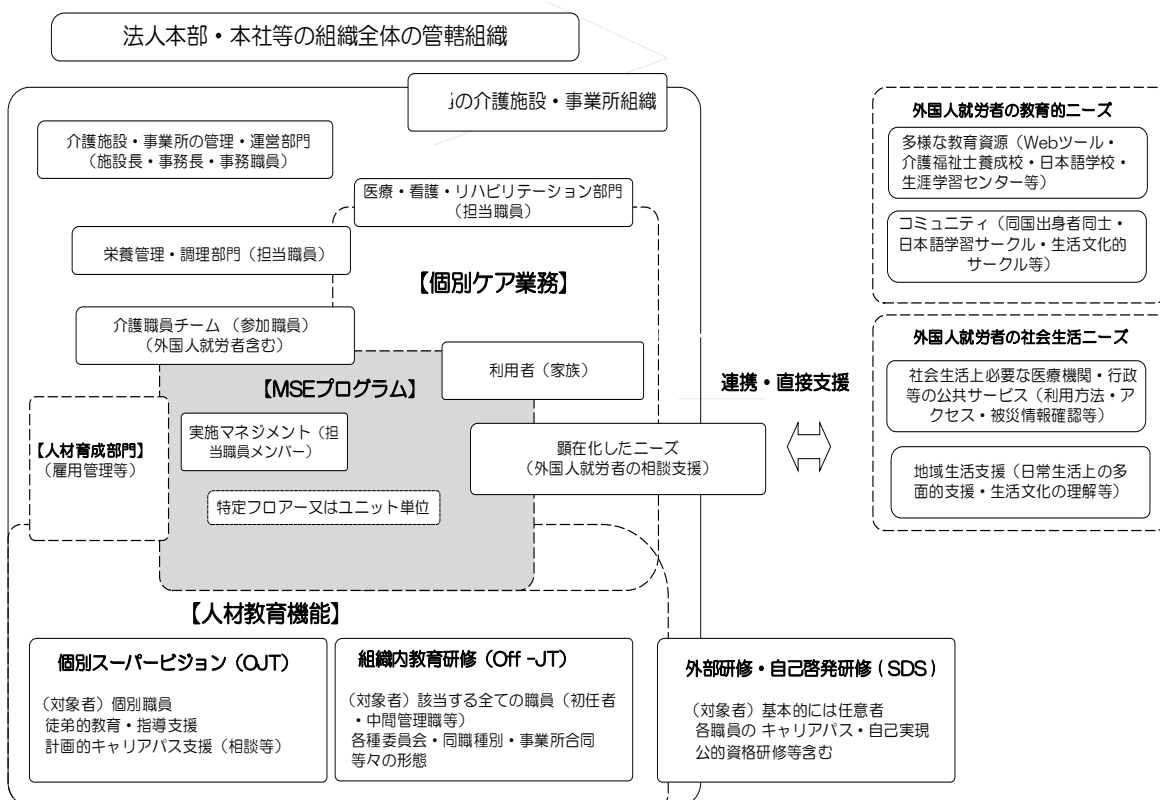 法人本部・本社等の組織全体の管轄組織
の介護施設・事業所組織
介護施設・事業所の管理・運営部門
（施設長・事務長・事務職員）
医療・看護・リハビリテーション部門
（担当職員）
栄養管理・調理部門（担当職員）
【個別ケア業務】
介護職員チーム （参加職員）
（外国人就労者含む）
【MSEプログラム】
利用者（家族）
【人材育成部門】
（雇用管理等）
実施マネジメント（担
当職員メンバー）
顕在化したニーズ
（外国人就労者の相談支援）
特定フロアー又はユニット単位
連携・直接支援
外国人就労者の教育的ニーズ
多様な教育資源（Webツール・
介護福祉士養成校・日本語学校・
生涯学習センター等）
コミュニティ（同国出身者同士・
日本語学習サークル・生活文化的
サークル等）
外国人就労者の社会生活ニーズ
社会生活上必要な医療機関・行政
等の公共サービス（利用方法・ア
クセス・被災情報確認等）
地域生活支援（日常生活上の多
面的支援・生活文化の理解等）
【人材教育機能】
個別スーパービジョン（OJT）
（対象者）個別職員
徒弟的教育・指導支援
計画的キャリアパス支援（相談等）
組織内教育研修（Off -JT）
（対象者）該当する全ての職員（初任者
・中間管理職等）
各種委員会・同職種別・事業所合同
等々の形態
外部研修・自己啓発研修（ SDS）
（対象者）基本的には任意者
各職員の キャリアパス・自己実現
公的資格研修等含む